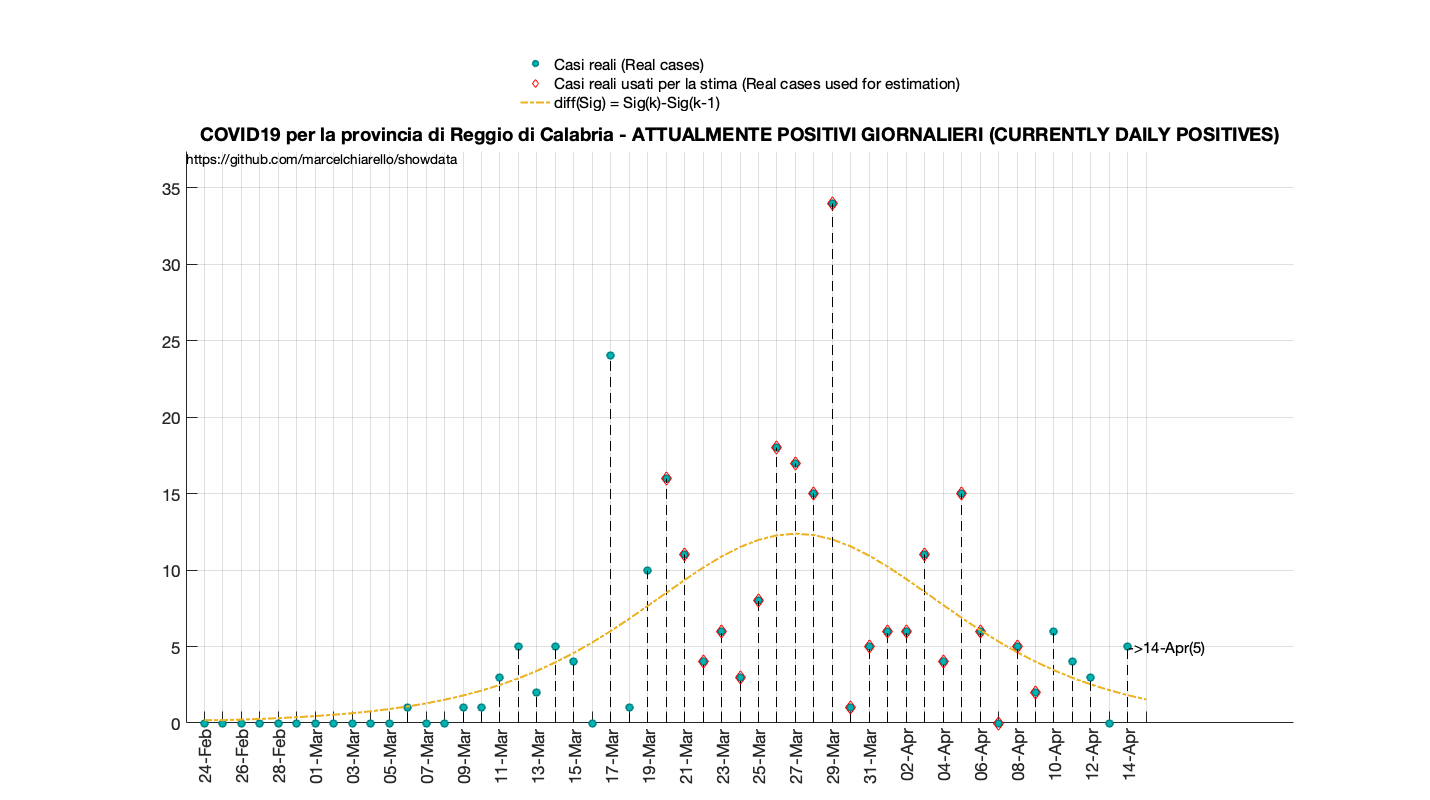 Casi reali (Real cases)
Casi reali usati per la stima (Real cases used for estimation)
diff(Sig) = Sig(k)-Sig(k-1)
COVID19 per la provincia di Reggio di Calabria - ATTUALMENTE POSITIVI GIORNALIERI (CURRENTLY DAILY POSITIVES)
https://github.com/marcelchiarello/showdata
35
30
25
20
15
10
5
0
>14-Apr(5)
24-Feb
26-Feb
28-Feb
01-Mar
03-Mar
05-Mar
07-Mar
09-Mar
11-Mar
13-Mar
15-Mar
17-Mar
19-Mar
21-Mar
23-Mar
25-Mar
27-Mar
29-Mar
31-Mar
02-Apr
04-Apr
06-Apr
08-Apr
10-Apr
12-Apr
14-Apr